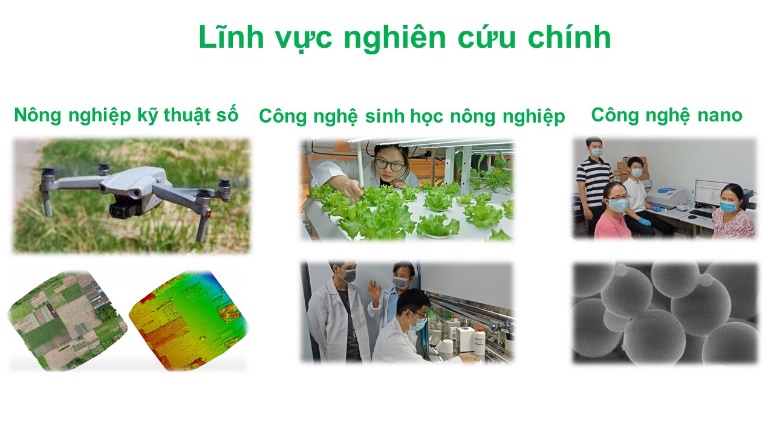 Lĩnh vực nghiên cứu chính
Nông nghiệp kỹ thuật số
Công nghệ sinh học nông nghiệp
Công nghệ nano